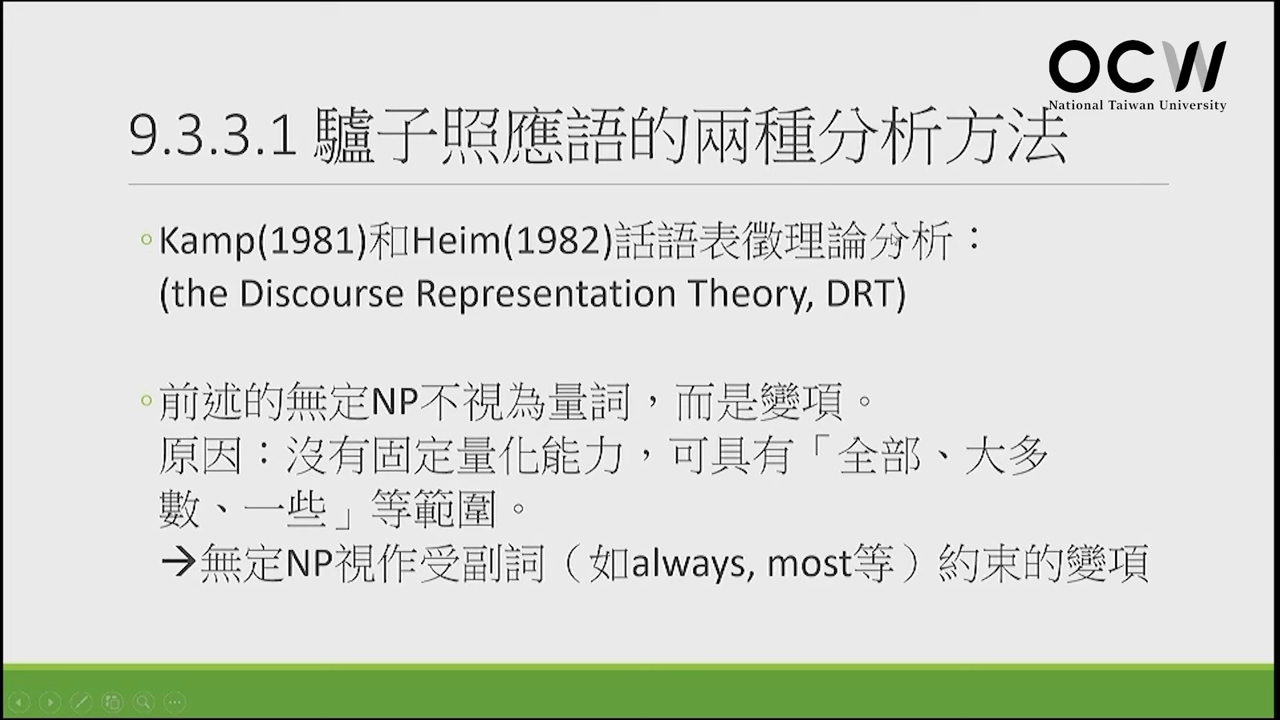 OCW
National Taiwan University
9.3.3.1 驢子照應語的兩種分析方法
Kamp(1981)和Heim(1982)話語表徵理論分析：
(the Discourse Representation Theory, DRT)
前述的無定NP不視為量詞，而是變項。
原因：沒有固定量化能力，可具有「全部、大多
數、一些」等範圍。
→無定NP視作受副詞（如always, most等）約束的變項